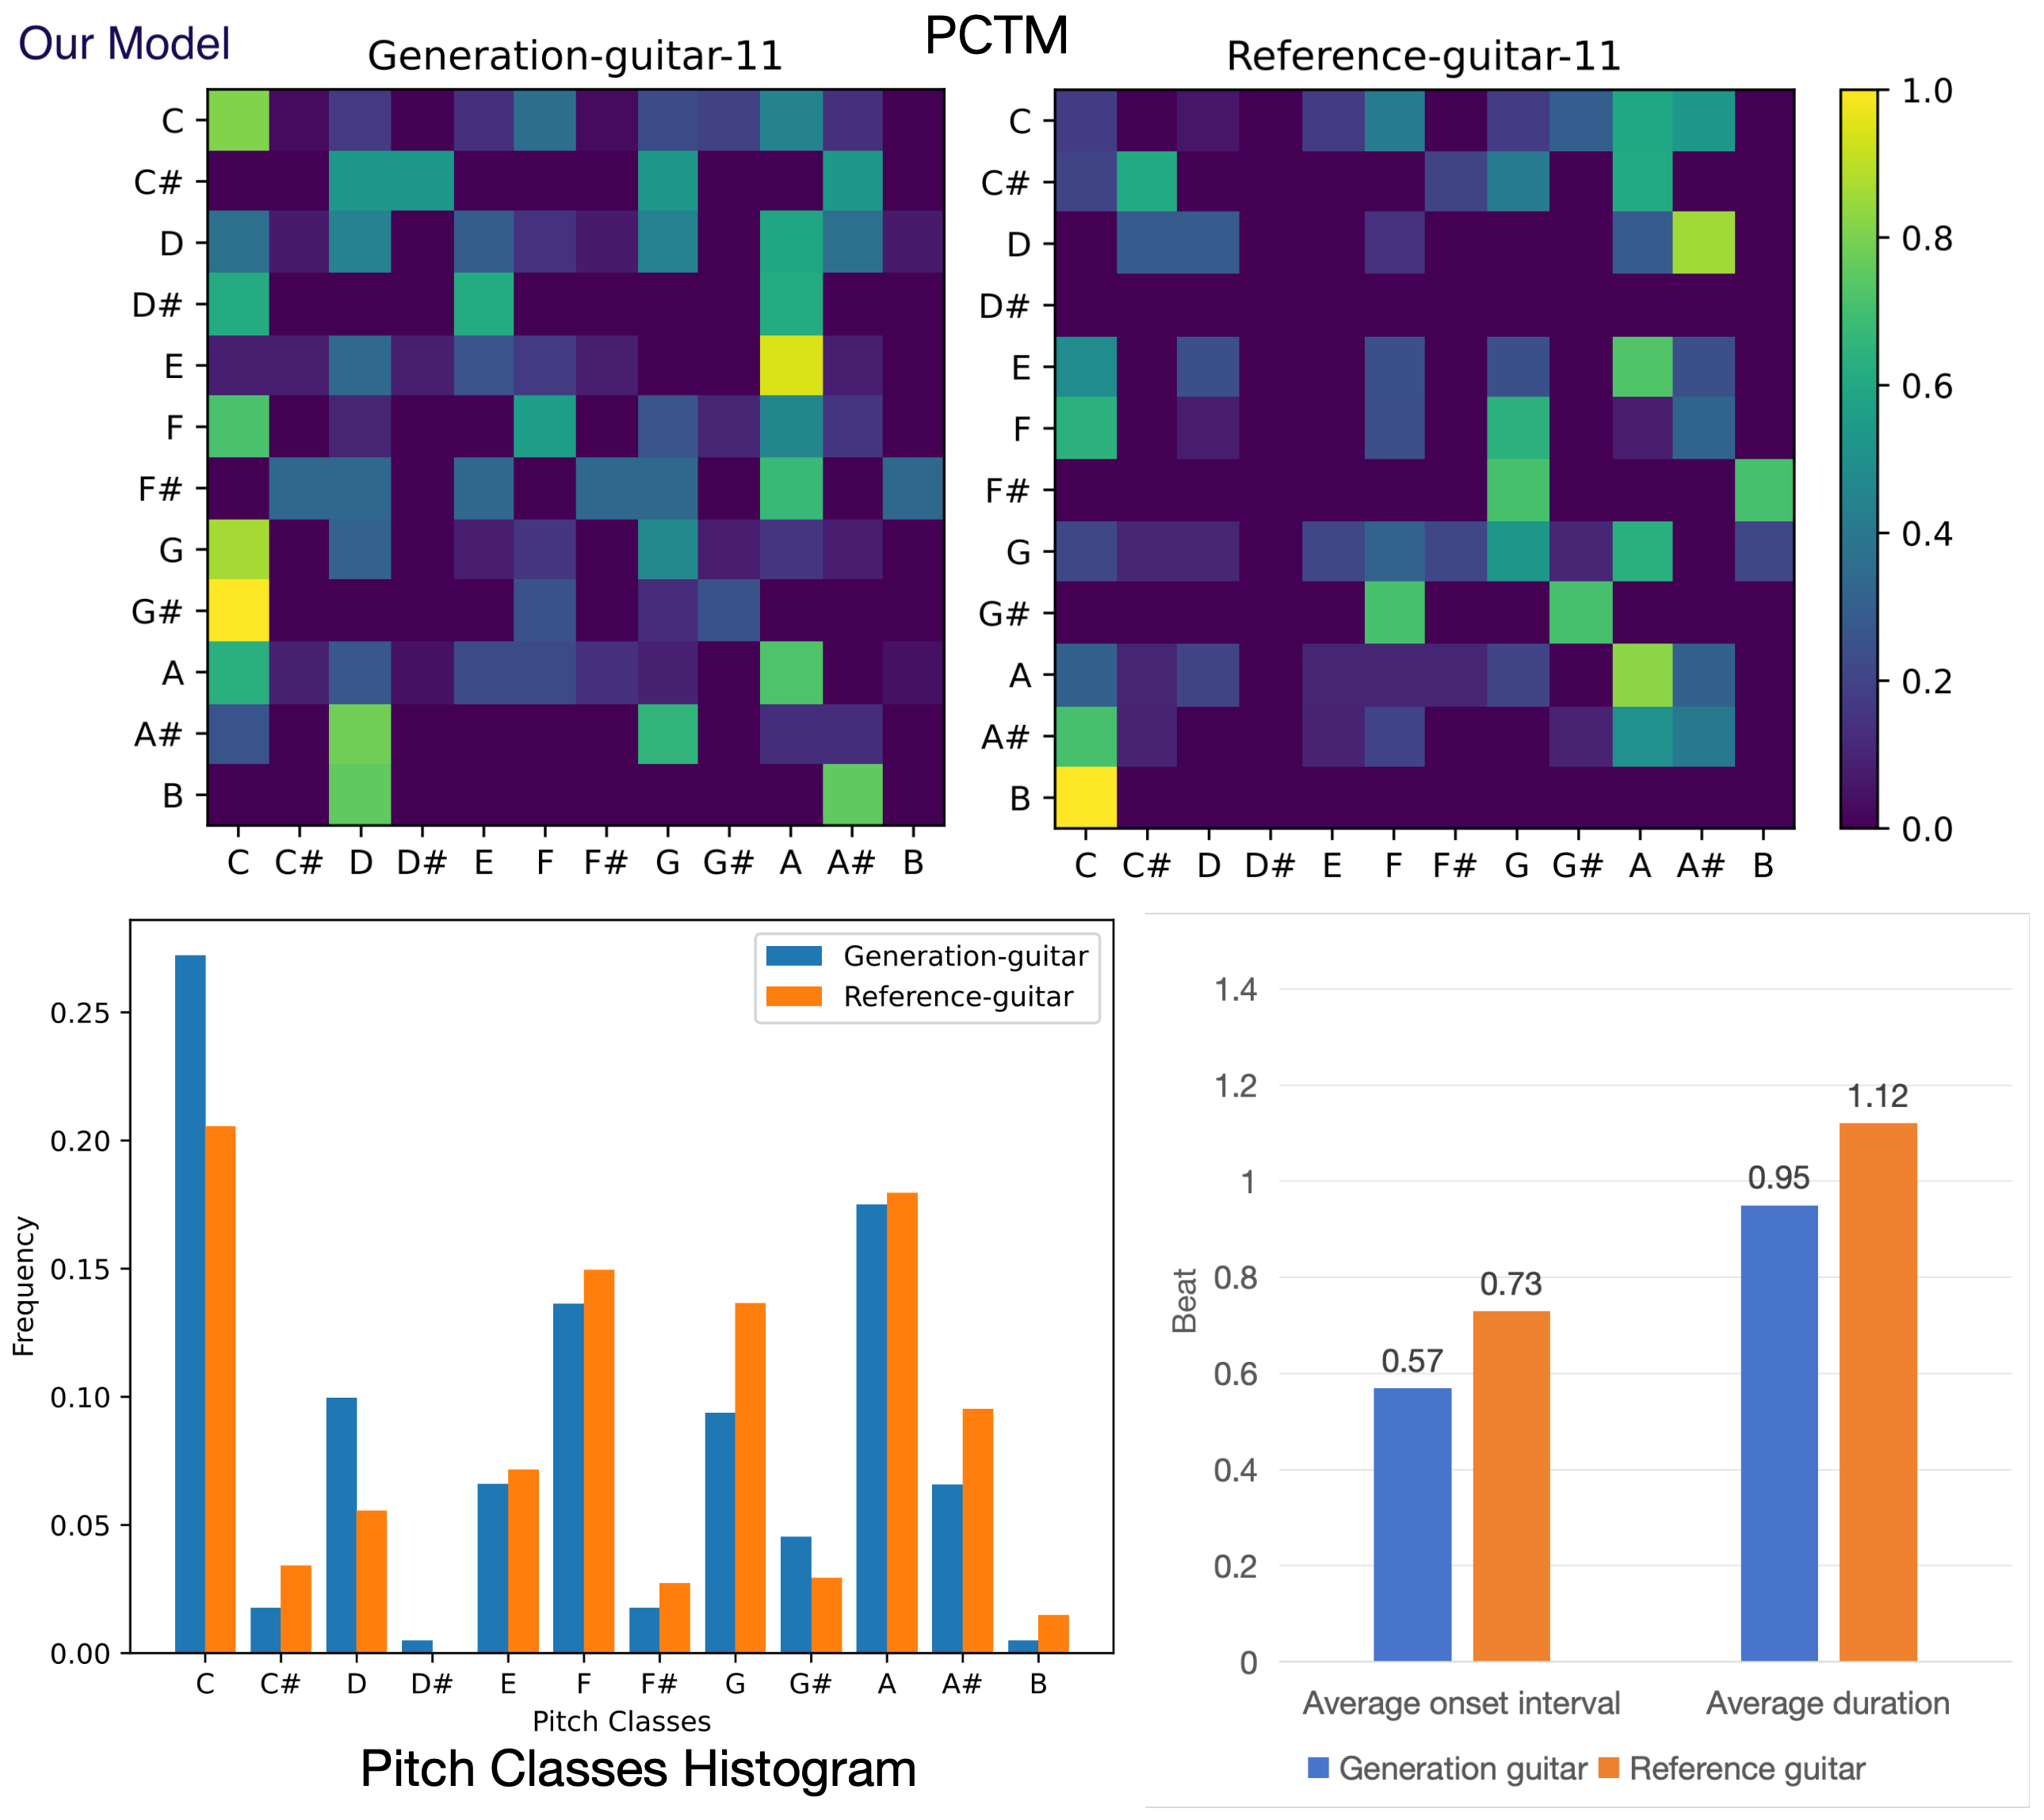 Our Model
PCTM
Generation-guitar-11
Reference-guitar-11
C
C#
D
D#
E
F
F#
G
G#
A
A#
B
C C# D D# E F F# G G# A A# B
C
C#
D
D#
E
F
F#
G
G#
A
A#
B
C C# D D# E F F# G G# A A# B
1.0
0.8
0.6
0.4
0.2
0.0
Generation-guitar
Reference-guitar
Frequency
0.25
0.20
0.15
0.10
0.05
0.00
C C# D D# E F F# G G# A A# B
Pitch Classes
Pitch Classes Histogram
Beat
1.4
1.2
1
0.8
0.6
0.4
0.2
0
0.57
0.73
0.95
1.12
Average onset interval
Average duration
Generation guitar
Reference guitar